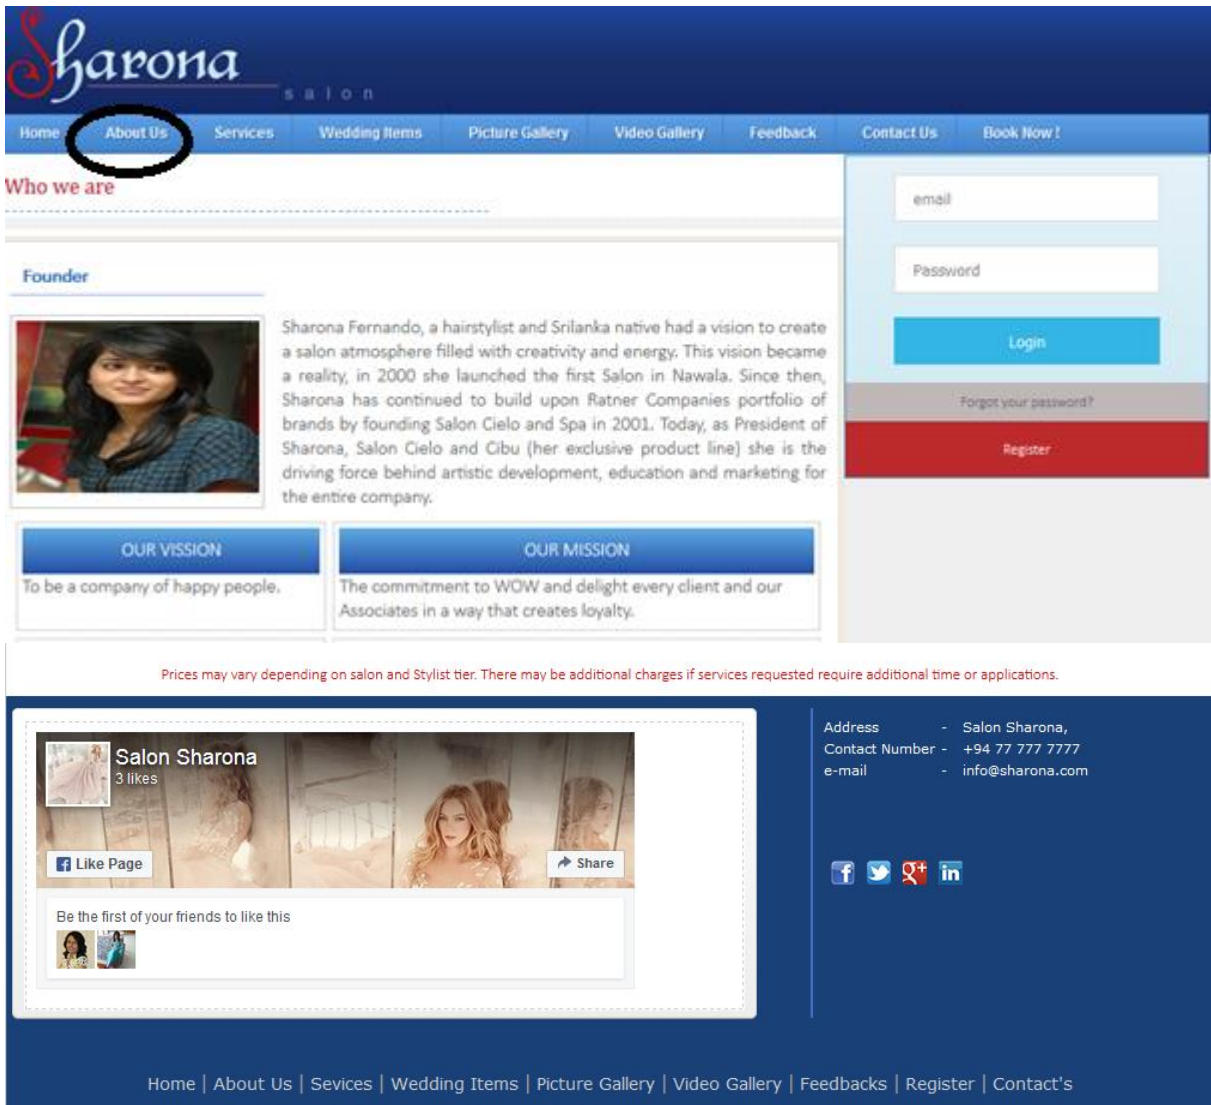 Sharona
salon
Home About Us Services Wedding Items Picture Gallery Video Gallery Feedback Contact Us Book Now !
Who we are
email
Password
Login
Forgot your password?
Register
Founder
Sharona Fernando, a hairstylist and Srilanka native had a vision to create
a salon atmosphere filled with creativity and energy. This vision became
a reality, in 2000 she launched the first Salon in Nawala. Since then,
Sharona has continued to build upon Ratner Companies portfolio of
brands by founding Salon Cielo and Spa in 2001. Today, as President of
Sharona, Salon Cielo and Cibu (her exclusive product line) she is the
driving force behind artistic development, education and marketing for
the entire company.
OUR VISSION
To be a company of happy people.
OUR MISSION
The commitment to WOW and delight every client and our
Associates in a way that creates loyalty.
Prices may vary depending on salon and Stylist tier. There may be additional charges if services requested require additional time or applications.
Salon Sharona
3 likes
Like Page
Share
Be the first of your friends to like this
Address - Salon Sharona,
Contact Number - +94 77 777 7777
e-mail - info@sharona.com
Home | About Us | Sevices | Wedding Items | Picture Gallery | Video Gallery | Feedbacks | Register | Contact's